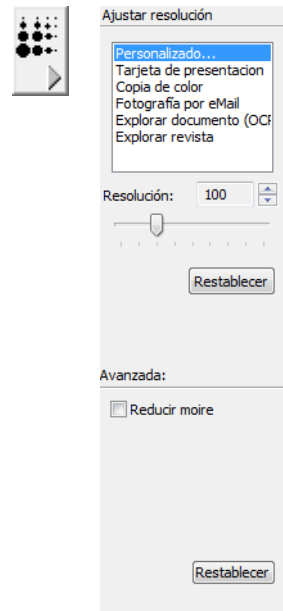 Ajustar resolución
Personalizado...
Tarjeta de presentacion
Copia de color
Fotografía por eMail
Explorar documento (OCR
Explorar revista
Resolución: 100
Restablecer
Avanzada:
Reducir moire
Restablecer